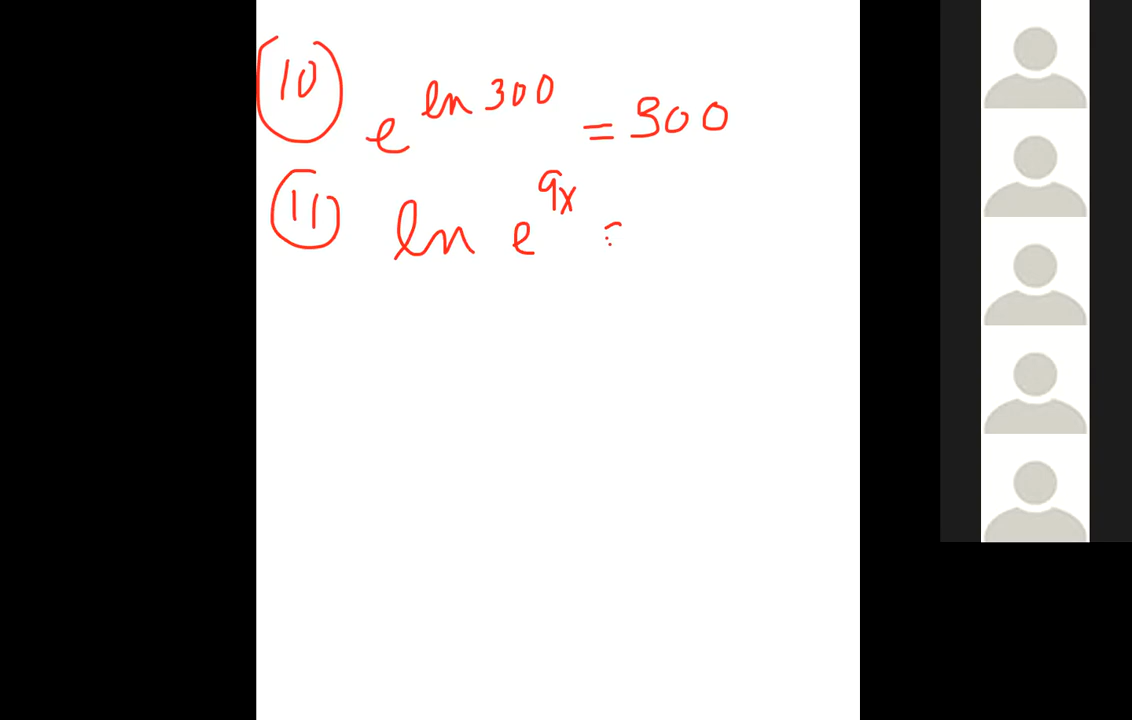 (10) e^{ln 300} = 300
(11) ln e^{9x} =